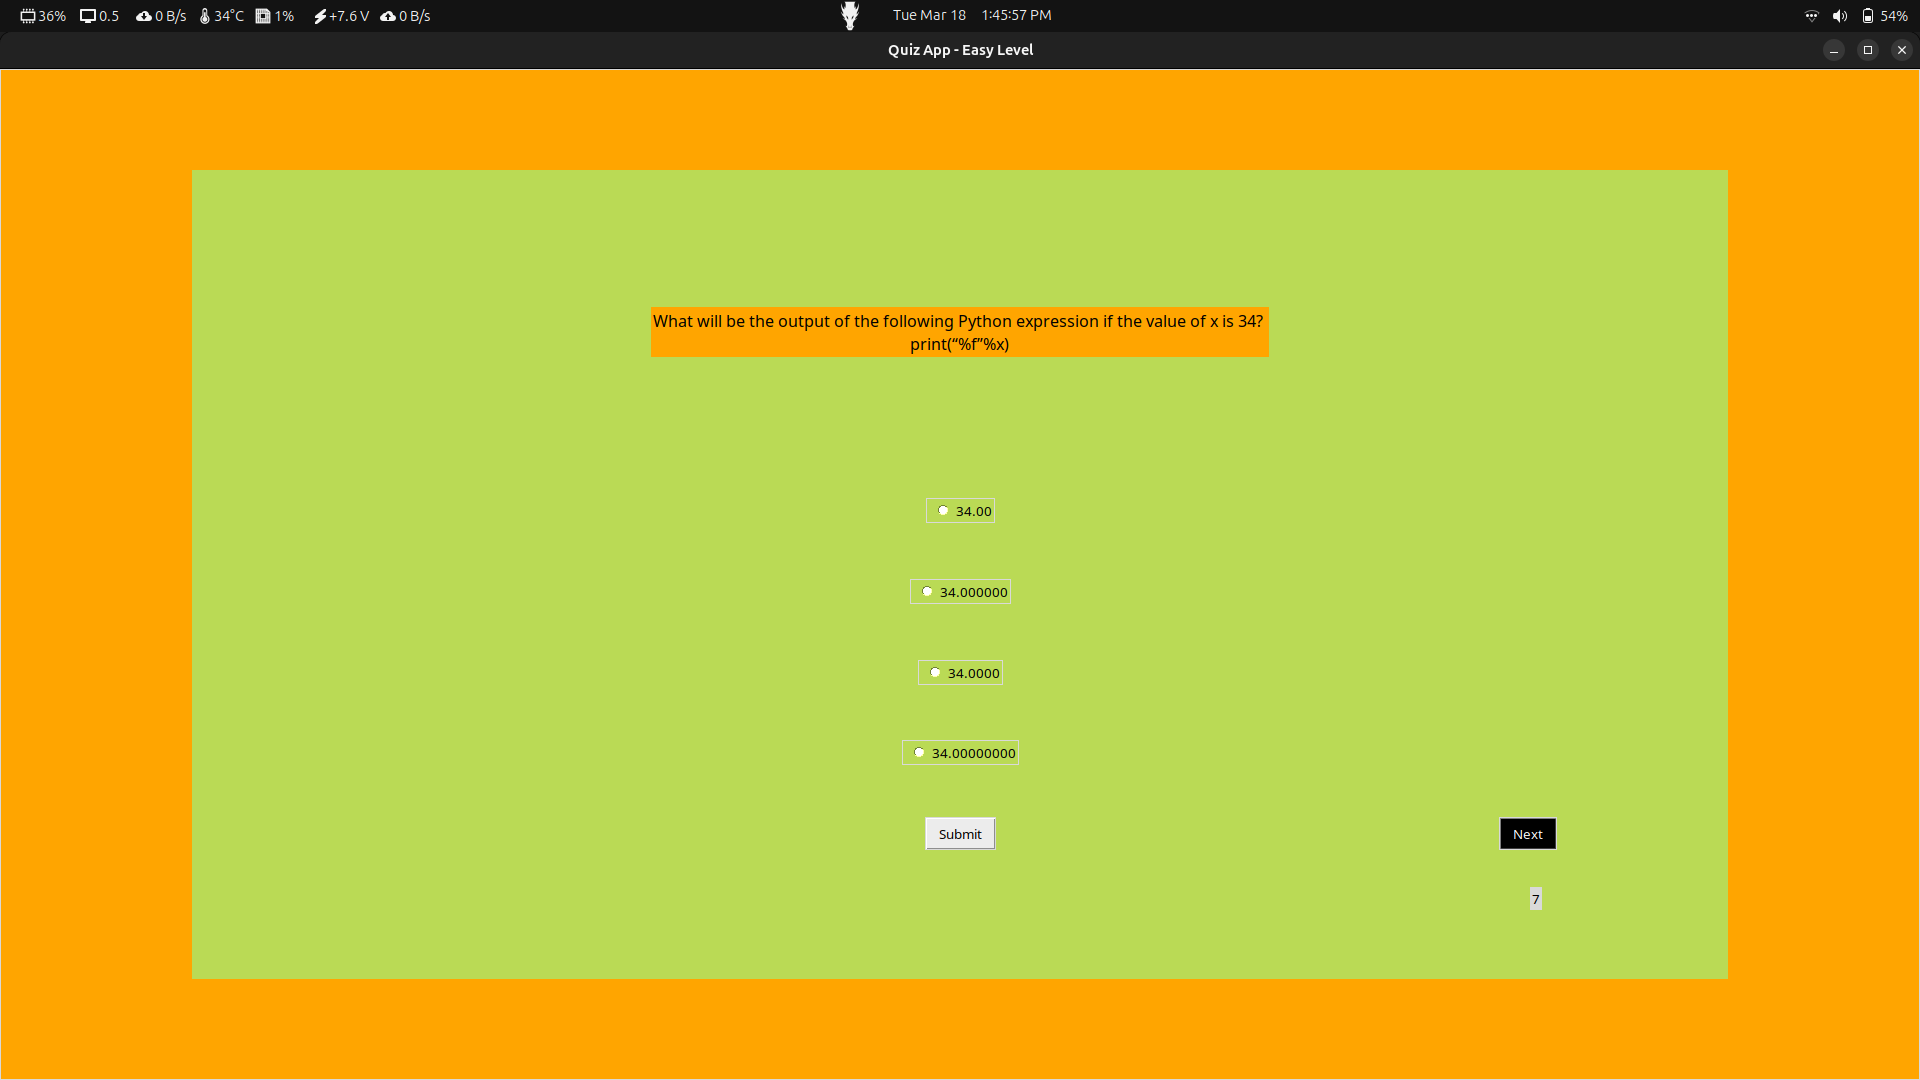 36% 0.5 0 B/s 34°C 1% +7.6 V 0 B/s Tue Mar 18 1:45:57 PM 54%
Quiz App - Easy Level
What will be the output of the following Python expression if the value of x is 34?
print(“%f”%x)
34.00
34.000000
34.0000
34.00000000
Submit Next
7